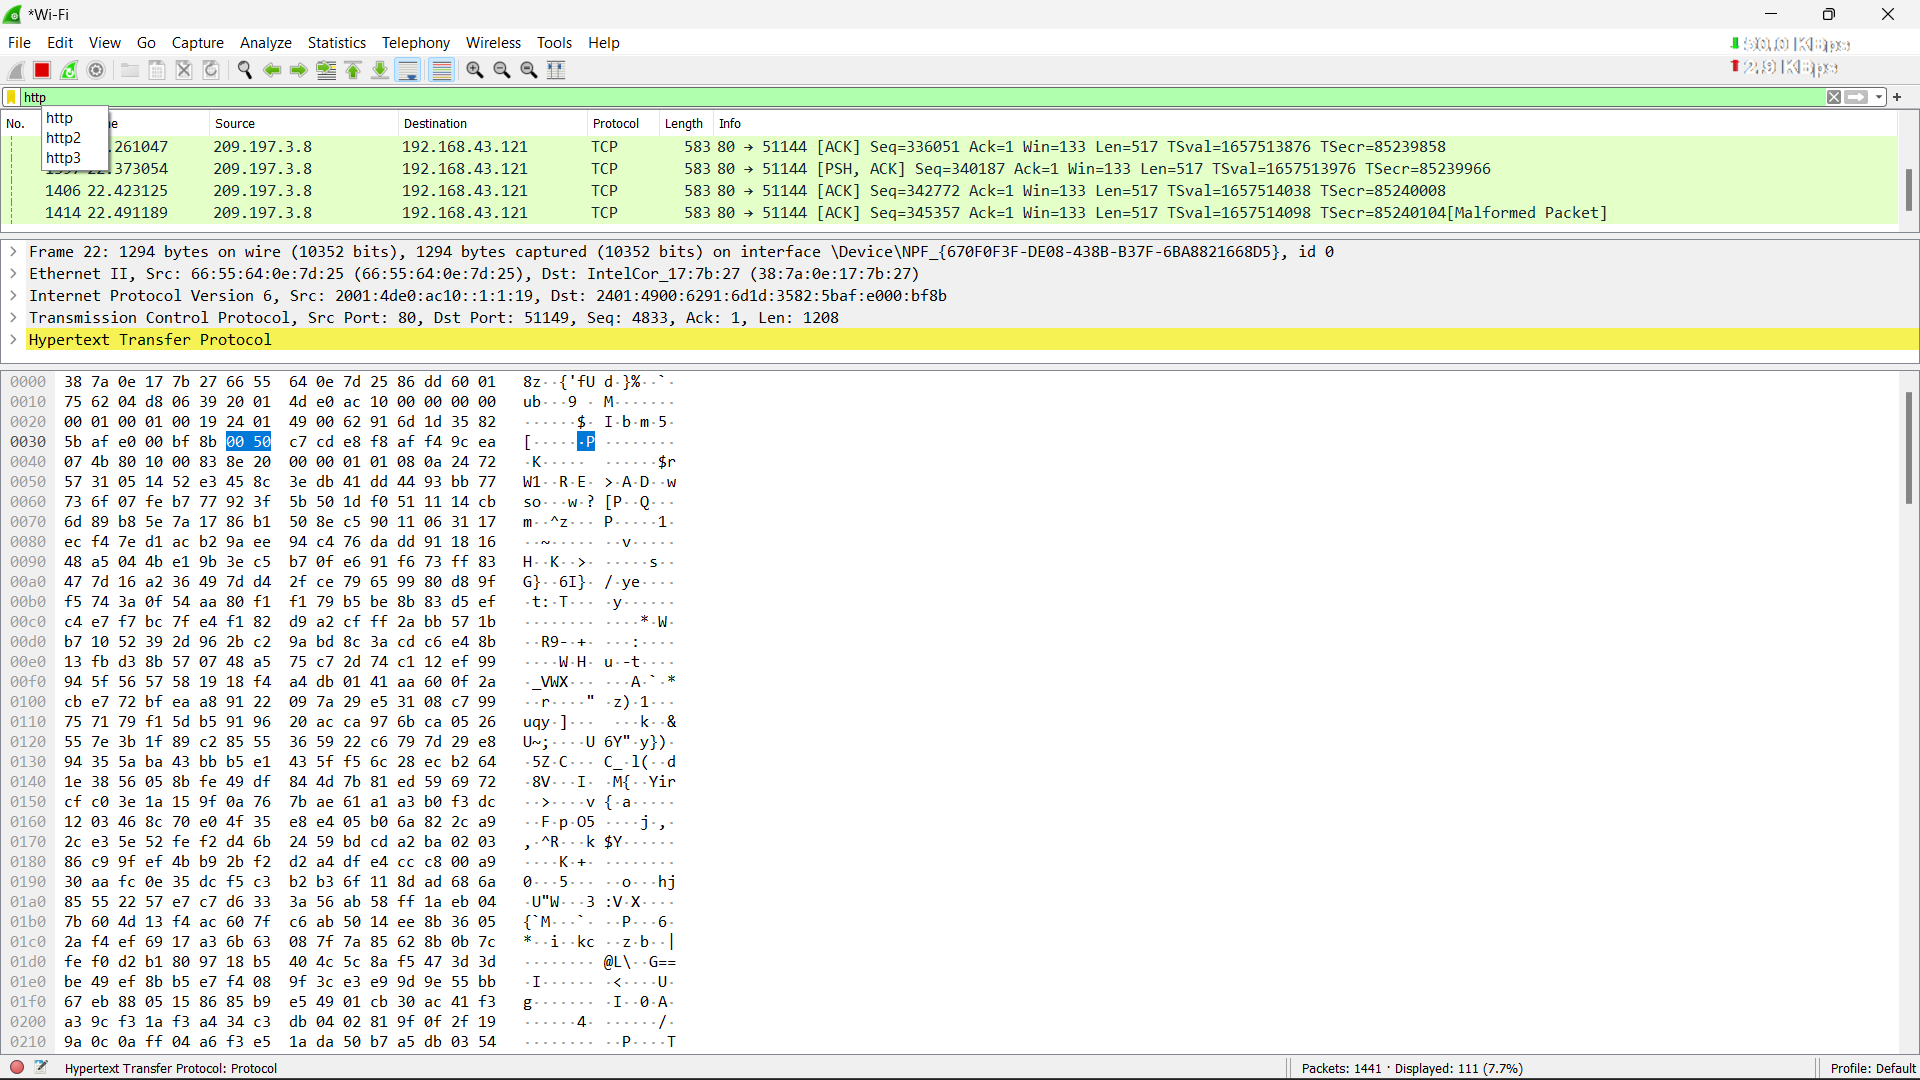 *Wi-Fi
File Edit View Go Capture Analyze Statistics Telephony Wireless Tools Help
50.0 KBps
2.9 KBps
http
http
http2
http3
No. Source Destination Protocol Length Info
.261047 209.197.3.8 192.168.43.121 TCP 583 80 → 51144 [ACK] Seq=336051 Ack=1 Win=133 Len=517 TSval=1657513876 TSecr=85239858
.373054 209.197.3.8 192.168.43.121 TCP 583 80 → 51144 [PSH, ACK] Seq=340187 Ack=1 Win=133 Len=517 TSval=1657513976 TSecr=85239966
1406 22.423125 209.197.3.8 192.168.43.121 TCP 583 80 → 51144 [ACK] Seq=342772 Ack=1 Win=133 Len=517 TSval=1657514038 TSecr=85240008
1414 22.491189 209.197.3.8 192.168.43.121 TCP 583 80 → 51144 [ACK] Seq=345357 Ack=1 Win=133 Len=517 TSval=1657514098 TSecr=85240104[Malformed Packet]
Frame 22: 1294 bytes on wire (10352 bits), 1294 bytes captured (10352 bits) on interface \Device\NPF_{670F0F3F-DE08-438B-B37F-6BA8821668D5}, id 0
Ethernet II, Src: 66:55:64:0e:7d:25 (66:55:64:0e:7d:25), Dst: IntelCor_17:7b:27 (38:7a:0e:17:7b:27)
Internet Protocol Version 6, Src: 2001:4de0:ac10::1:1:19, Dst: 2401:4900:6291:6d1d:3582:5baf:e000:bf8b
Transmission Control Protocol, Src Port: 80, Dst Port: 51149, Seq: 4833, Ack: 1, Len: 1208
Hypertext Transfer Protocol
0000 38 7a 0e 17 7b 27 66 55 64 0e 7d 25 86 dd 60 01 8z··{'fU d·}%··`·
0010 75 62 04 d8 06 39 20 01 4d e0 ac 10 00 00 00 00 ub···9 · M·······
0020 00 01 00 01 00 19 24 01 49 00 62 91 6d 1d 35 82 ······$· I·b·m·5·
0030 5b af e0 00 bf 8b 00 50 c7 cd e8 f8 af f4 9c ea [·····P ········
0040 07 4b 80 10 00 83 8e 20 00 00 01 01 08 0a 24 72 ·K····· ······$r
0050 57 31 05 14 52 e3 45 8c 3e db 41 dd 44 93 bb 77 W1··R·E· >·A·D··w
0060 73 6f 07 fe b7 77 92 3f 5b 50 1d f0 51 11 14 cb so···w·? [P··Q···
0070 6d 89 b8 5e 7a 17 86 b1 50 8e c5 90 11 06 31 17 m··^z··· P·····1·
0080 ec f4 7e d1 ac b2 9a ee 94 c4 76 da dd 91 18 16 ··~····· ··v·····
0090 48 a5 04 4b e1 9b 3e c5 b7 0f e6 91 f6 73 ff 83 H··K··>· ·····s··
00a0 47 7d 16 a2 36 49 7d d4 2f ce 79 65 99 80 d8 9f G}··6I}· /·ye····
00b0 f5 74 3a 0f 54 aa 80 f1 f1 79 b5 be 8b 83 d5 ef ·t:·T··· ·y······
00c0 c4 e7 f7 bc 7f e4 f1 82 d9 a2 cf ff 2a bb 57 1b ········ ····*·W·
00d0 b7 10 52 39 2d 96 2b c2 9a bd 8c 3a cd c6 e4 8b ··R9-·+· ···:····
00e0 13 fb d3 8b 57 07 48 a5 75 c7 2d 74 c1 12 ef 99 ····W·H· u·-t····
00f0 94 5f 56 57 58 19 18 f4 a4 db 01 41 aa 60 0f 2a ·_VWX··· ···A·`·*
0100 cb e7 72 bf ea a8 91 22 09 7a 29 e5 31 08 c7 99 ··r····" ·z)·1···
0110 75 71 79 f1 5d b5 91 96 20 ac ca 97 6b ca 05 26 uqy·]··· ···k··&
0120 55 7e 3b 1f 89 c2 85 55 36 59 22 c6 79 7d 29 e8 U~;····U 6Y"·y})·
0130 94 35 5a ba 43 bb b5 e1 43 5f f5 6c 28 ec b2 64 ·5Z·C··· C_·l(··d
0140 1e 38 56 05 8b fe 49 df 84 4d 7b 81 ed 59 69 72 ·8V···I· ·M{··Yir
0150 cf c0 3e 1a 15 9f 0a 76 7b ae 61 a1 a3 b0 f3 dc ··>····v {·a·····
0160 12 03 46 8c 70 e0 4f 35 e8 e4 05 b0 6a 82 2c a9 ··F·p·O5 ····j·,·
0170 2c e3 5e 52 fe f2 d4 6b 24 59 bd cd a2 ba 02 03 ,·^R···k $Y······
0180 86 c9 9f ef 4b b9 2b f2 d2 a4 df e4 cc c8 00 a9 ····K·+· ········
0190 30 aa fc 0e 35 dc f5 c3 b2 b3 6f 11 8d ad 68 6a 0···5··· ··o···hj
01a0 85 55 22 57 e7 c7 d6 33 3a 56 ab 58 ff 1a eb 04 ·U"W···3 :V·X····
01b0 7b 60 4d 13 f4 ac 60 7f c6 ab 50 14 ee 8b 36 05 {`M···`· ··P···6·
01c0 2a f4 ef 69 17 a3 6b 63 08 7f 7a 85 62 8b 0b 7c *··i··kc ··z·b··|
01d0 fe f0 d2 b1 80 97 18 b5 40 4c 5c 8a f5 47 3d 3d ········ @L\··G==
01e0 be 49 ef 8b b5 e7 f4 08 9f 3c e3 e9 9d 9e 55 bb ·I······ ·<····U·
01f0 67 eb 88 05 15 86 85 b9 e5 49 01 cb 30 ac 41 f3 g······· ·I··0·A·
0200 a3 9c f3 1a f3 a4 34 c3 db 04 02 81 9f 0f 2f 19 ······4· ······/·
0210 9a 0c 0a ff 04 a6 f3 e5 1a da 50 b7 a5 db 03 54 ········ ··P····T
Hypertext Transfer Protocol: Protocol Packets: 1441 · Displayed: 111 (7.7%) Profile: Default